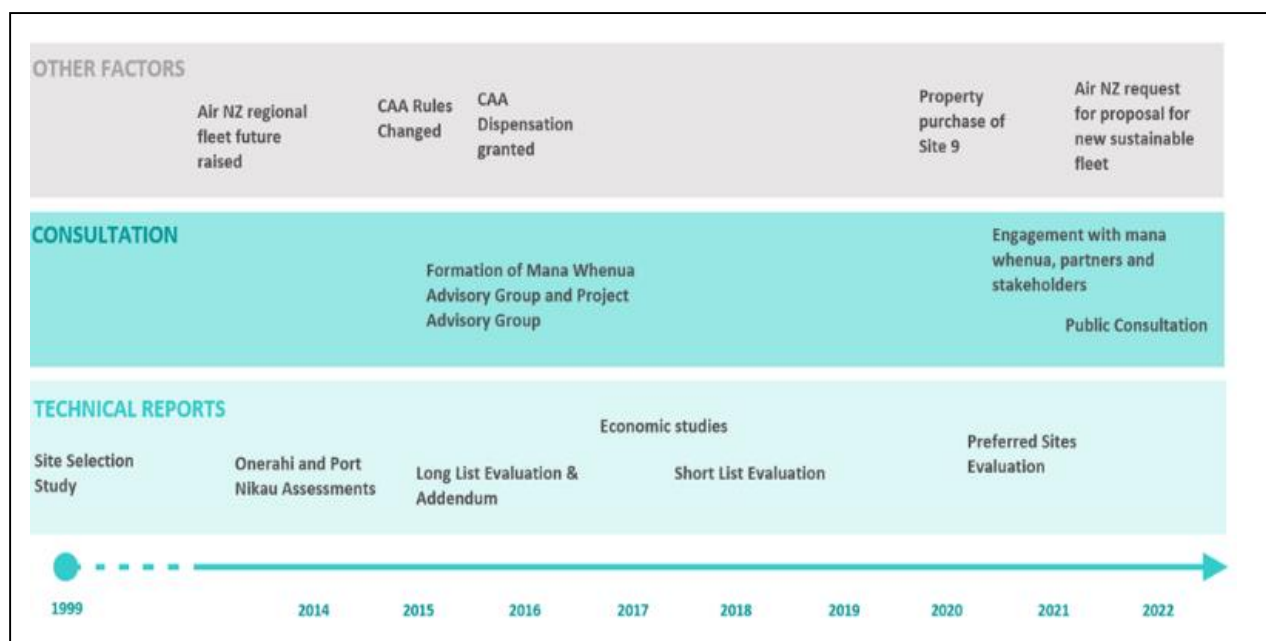 OTHER FACTORS
Air NZ regional
fleet future
raised
CAA Rules
Changed
CAA
Dispensation
granted
Property
purchase of
Site 9
Air NZ request
for proposal for
new sustainable
fleet
CONSULTATION
Formation of Mana Whenua
Advisory Group and Project
Advisory Group
Engagement with mana
whenua, partners and
stakeholders
Public Consultation
TECHNICAL REPORTS
Site Selection
Study
Onerahi and Port
Nikau Assessments
Long List Evaluation &
Addendum
Economic studies
Short List Evaluation
Preferred Sites
Evaluation
1999
2014
2015
2016
2017
2018
2019
2020
2021
2022